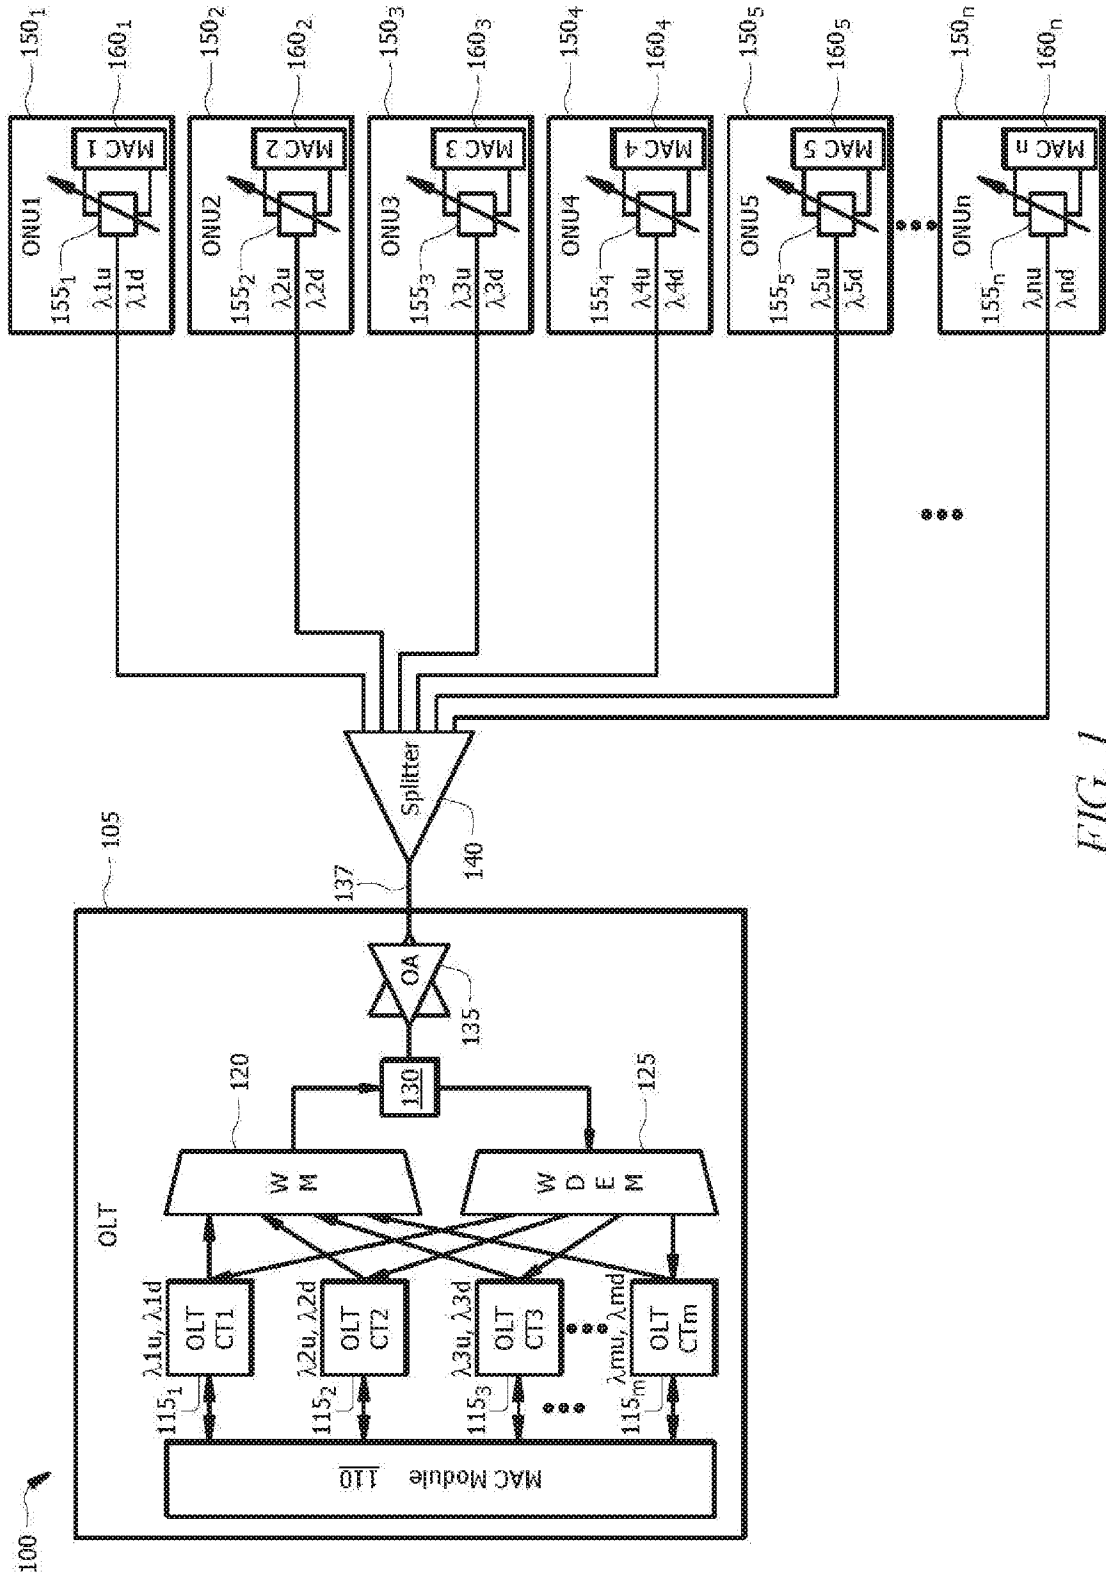 100
105
OLT
MAC Module 110
115₁
λ1u, λ1d
OLT
CT1
115₂
λ2u, λ2d
OLT
CT2
115₃
λ3u, λ3d
OLT
CT3
115ₘ
λmu, λmd
OLT
CTm
120
W
M
125
W
D
E
M
130
OA
135
137
Splitter
140
150₁
ONU1
155₁
λ1u
λ1d
MAC 1
160₁
150₂
ONU2
155₂
λ2u
λ2d
MAC 2
160₂
150₃
ONU3
155₃
λ3u
λ3d
MAC 3
160₃
150₄
ONU4
155₄
λ4u
λ4d
MAC 4
160₄
150₅
ONU5
155₅
λ5u
λ5d
MAC 5
160₅
150ₙ
ONUn
155ₙ
λnu
λnd
MAC n
160ₙ
FIG. 1